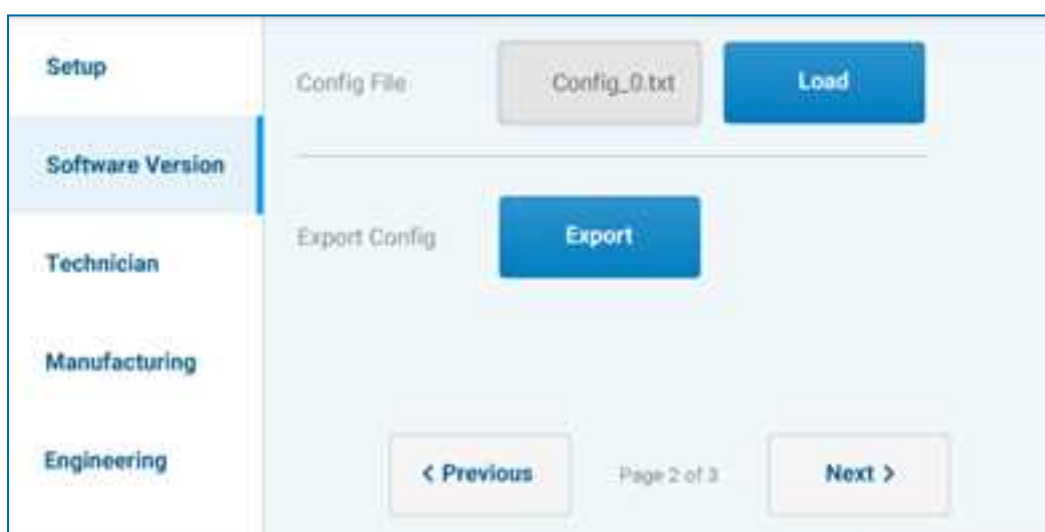 Setup
Software Version
Technician
Manufacturing
Engineering
Config File
Config_0.txt
Load
Export Config
Export
< Previous
Page 2 of 3
Next >